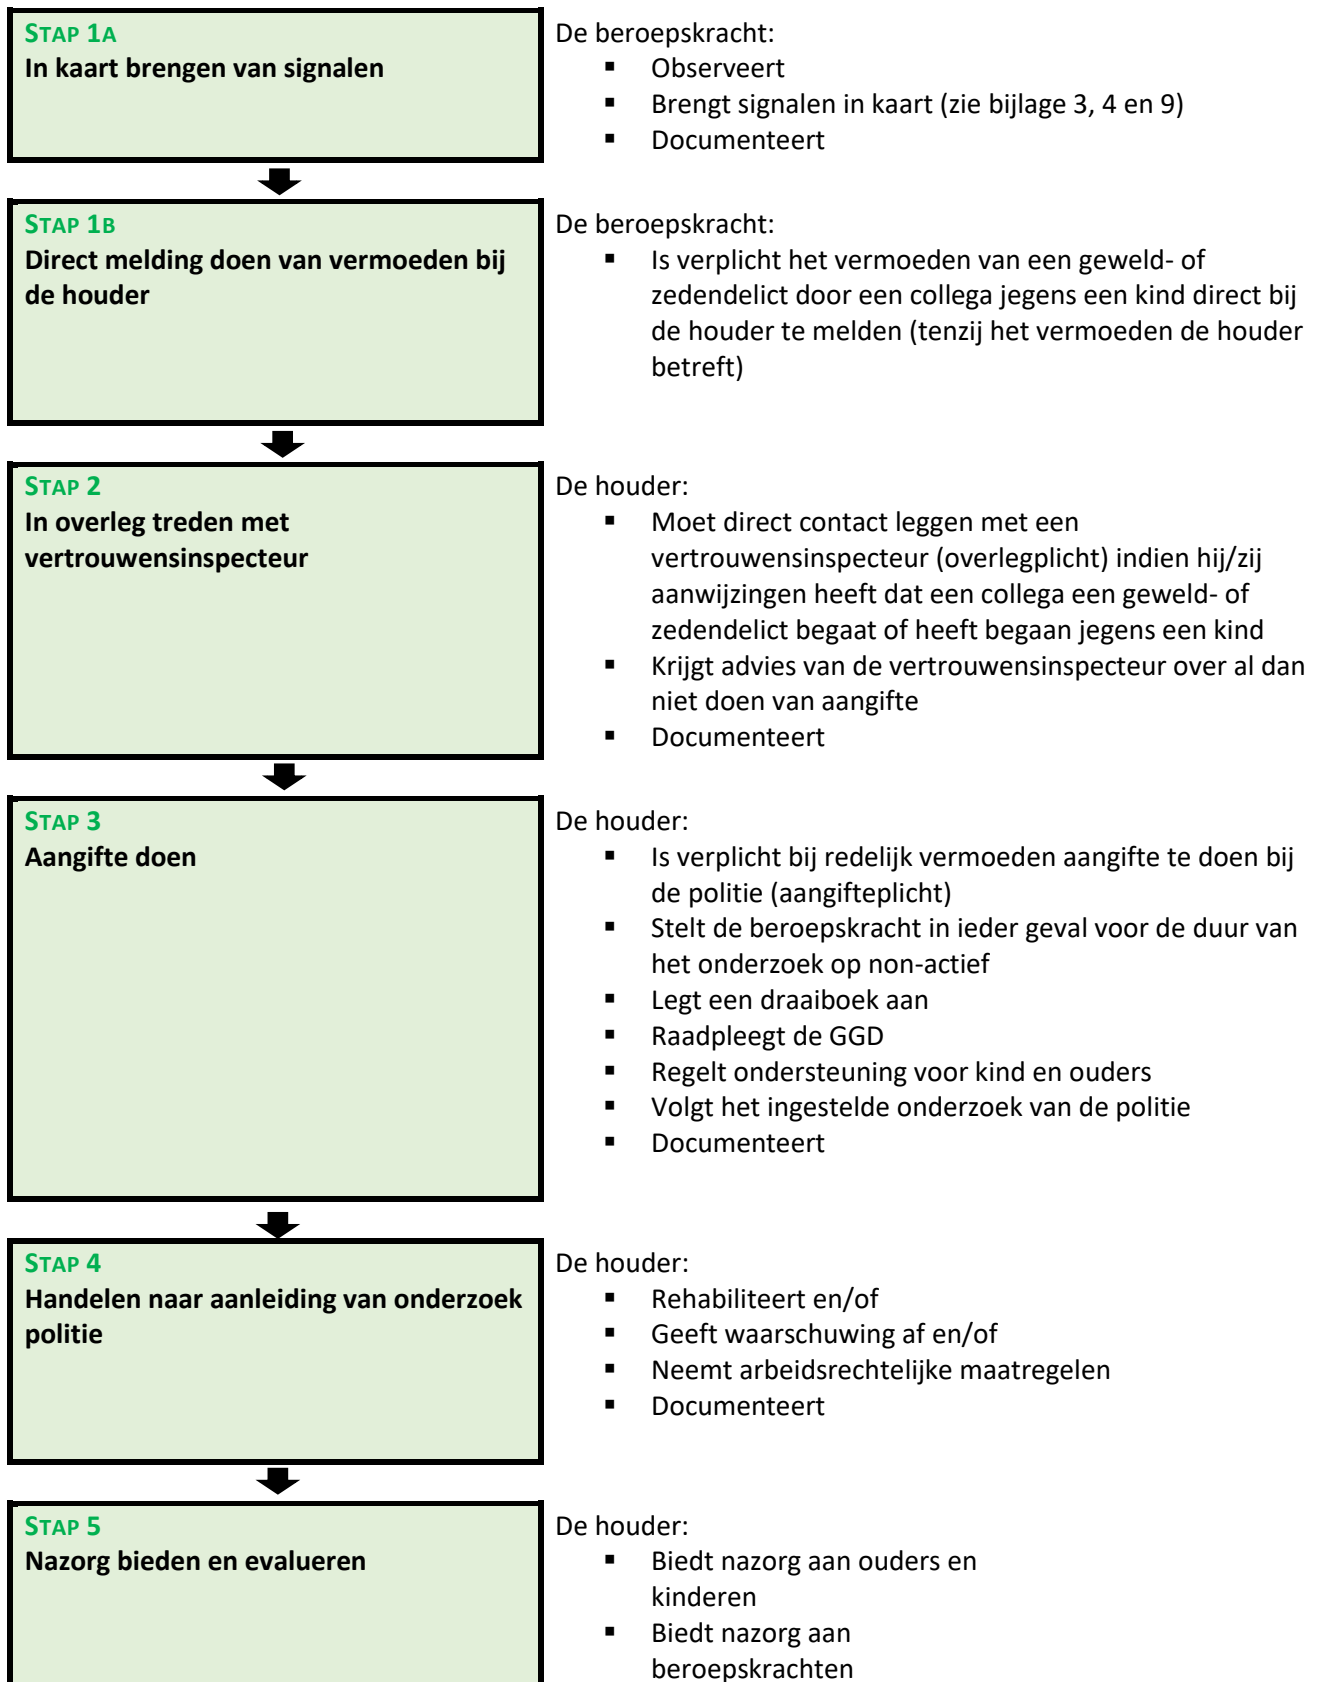 STAP 1A
In kaart brengen van signalen
De beroepskracht:
▪ Observeert
▪ Brengt signalen in kaart (zie bijlage 3, 4 en 9)
▪ Documenteert
STAP 1B
Direct melding doen van vermoeden bij
de houder
De beroepskracht:
▪ Is verplicht het vermoeden van een geweld- of
zedendelict door een collega jegens een kind direct bij
de houder te melden (tenzij het vermoeden de houder
betreft)
STAP 2
In overleg treden met
vertrouwensinspecteur
De houder:
▪ Moet direct contact leggen met een
vertrouwensinspecteur (overlegplicht) indien hij/zij
aanwijzingen heeft dat een collega een geweld- of
zedendelict begaat of heeft begaan jegens een kind
▪ Krijgt advies van de vertrouwensinspecteur over al dan
niet doen van aangifte
▪ Documenteert
STAP 3
Aangifte doen
De houder:
▪ Is verplicht bij redelijk vermoeden aangifte te doen bij
de politie (aangifteplicht)
▪ Stelt de beroepskracht in ieder geval voor de duur van
het onderzoek op non-actief
▪ Legt een draaiboek aan
▪ Raadpleegt de GGD
▪ Regelt ondersteuning voor kind en ouders
▪ Volgt het ingestelde onderzoek van de politie
▪ Documenteert
STAP 4
Handelen naar aanleiding van onderzoek
politie
De houder:
▪ Rehabiliteert en/of
▪ Geeft waarschuwing af en/of
▪ Neemt arbeidsrechtelijke maatregelen
▪ Documenteert
STAP 5
Nazorg bieden en evalueren
De houder:
▪ Biedt nazorg aan ouders en
kinderen
▪ Biedt nazorg aan
beroepskrachten